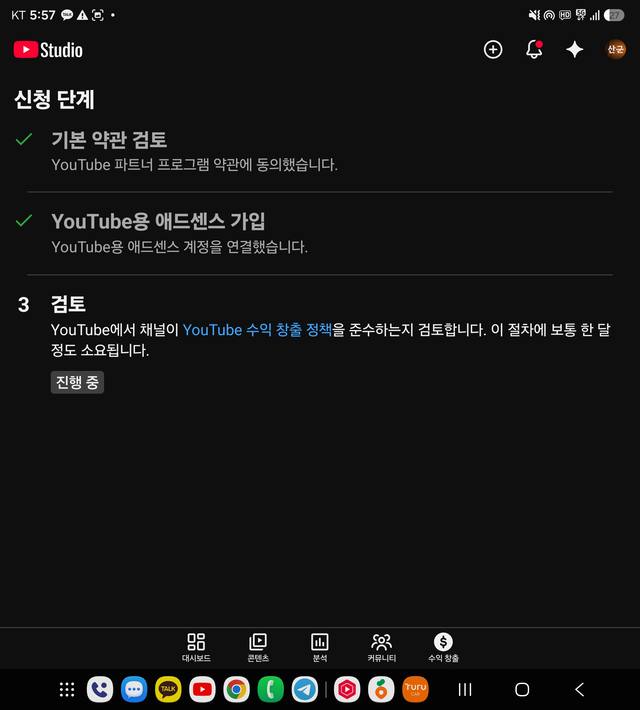 KT 5:57
27
Studio
산군
신청 단계
기본 약관 검토
YouTube 파트너 프로그램 약관에 동의했습니다.
YouTube용 애드센스 가입
YouTube용 애드센스 계정을 연결했습니다.
3 검토
YouTube에서 채널이 YouTube 수익 창출 정책을 준수하는지 검토합니다. 이 절차에 보통 한 달
정도 소요됩니다.
진행 중
대시보드 콘텐츠 분석 커뮤니티 수익 창출
TALK
Truru
CAR